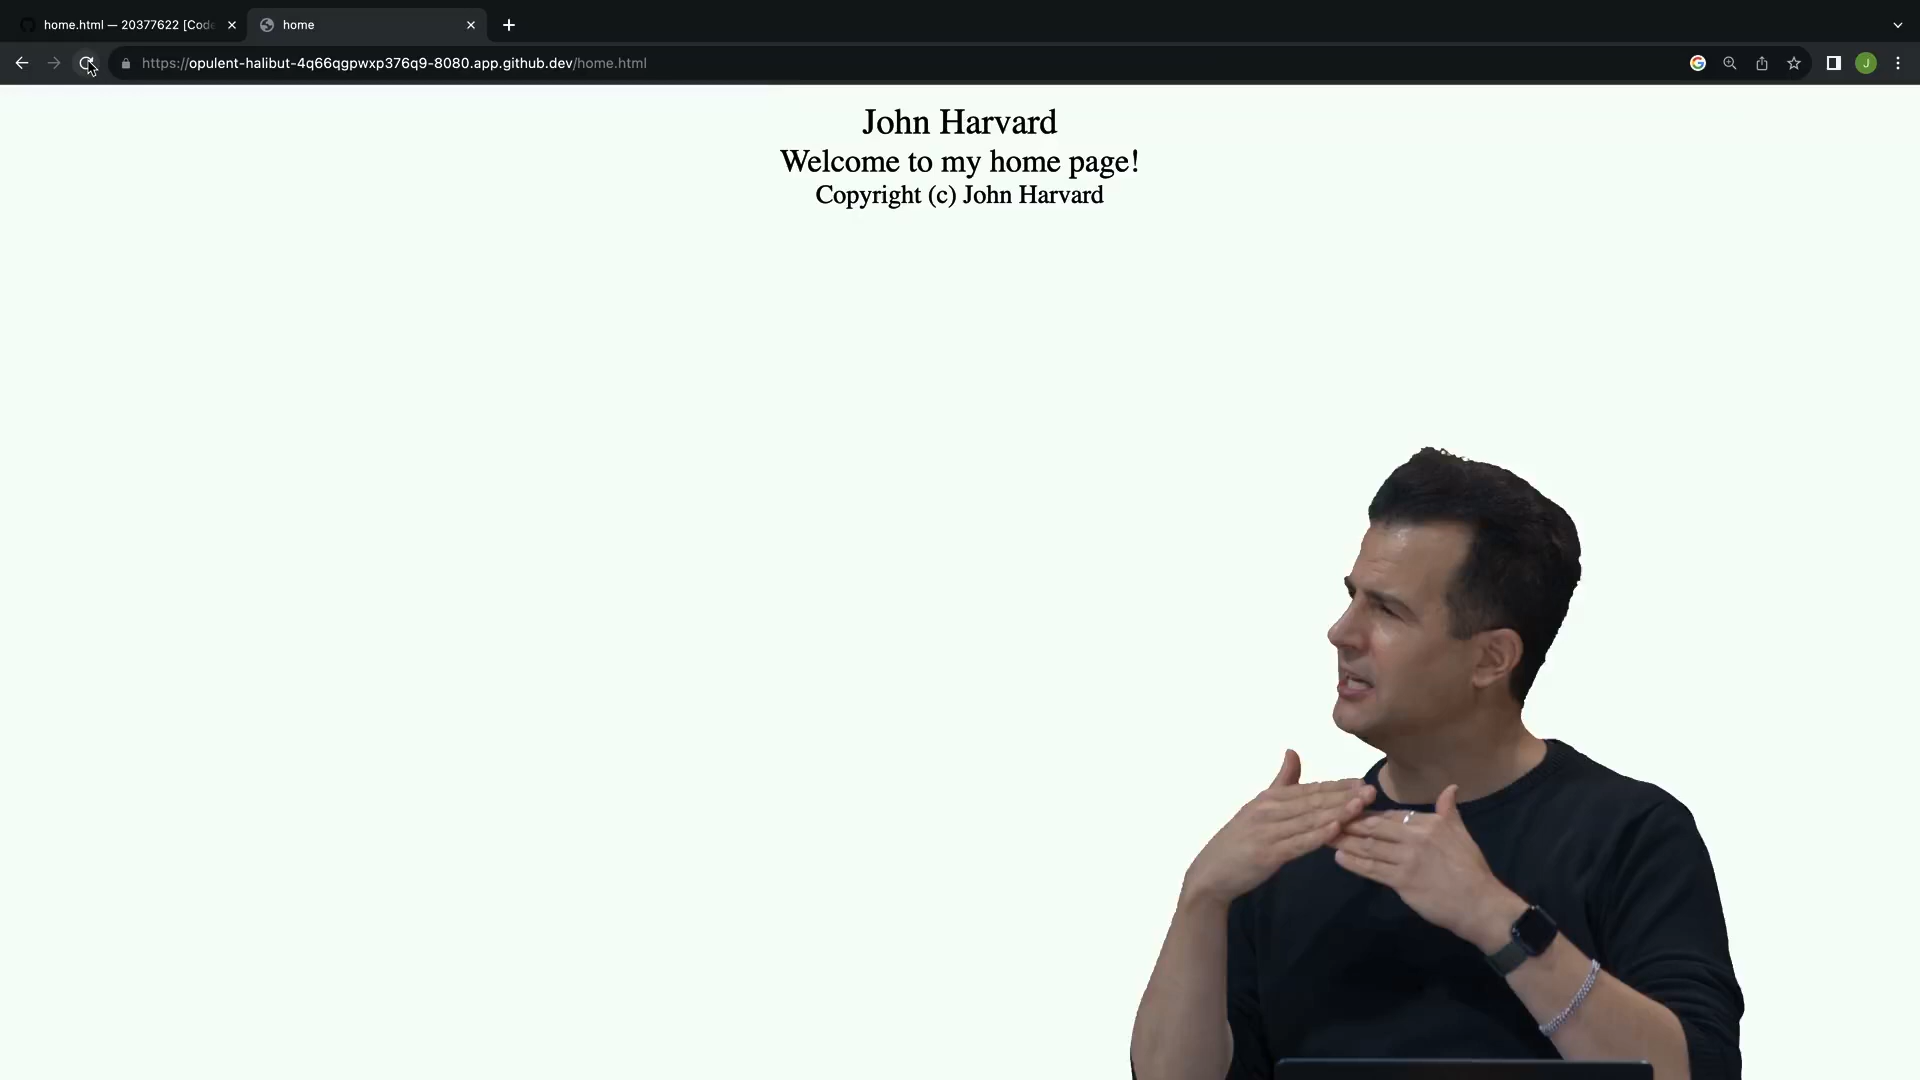 home.html — 20377622 [Code
home
https://opulent-halibut-4q66qgpwxp376q9-8080.app.github.dev/home.html
J
John Harvard
Welcome to my home page!
Copyright (c) John Harvard